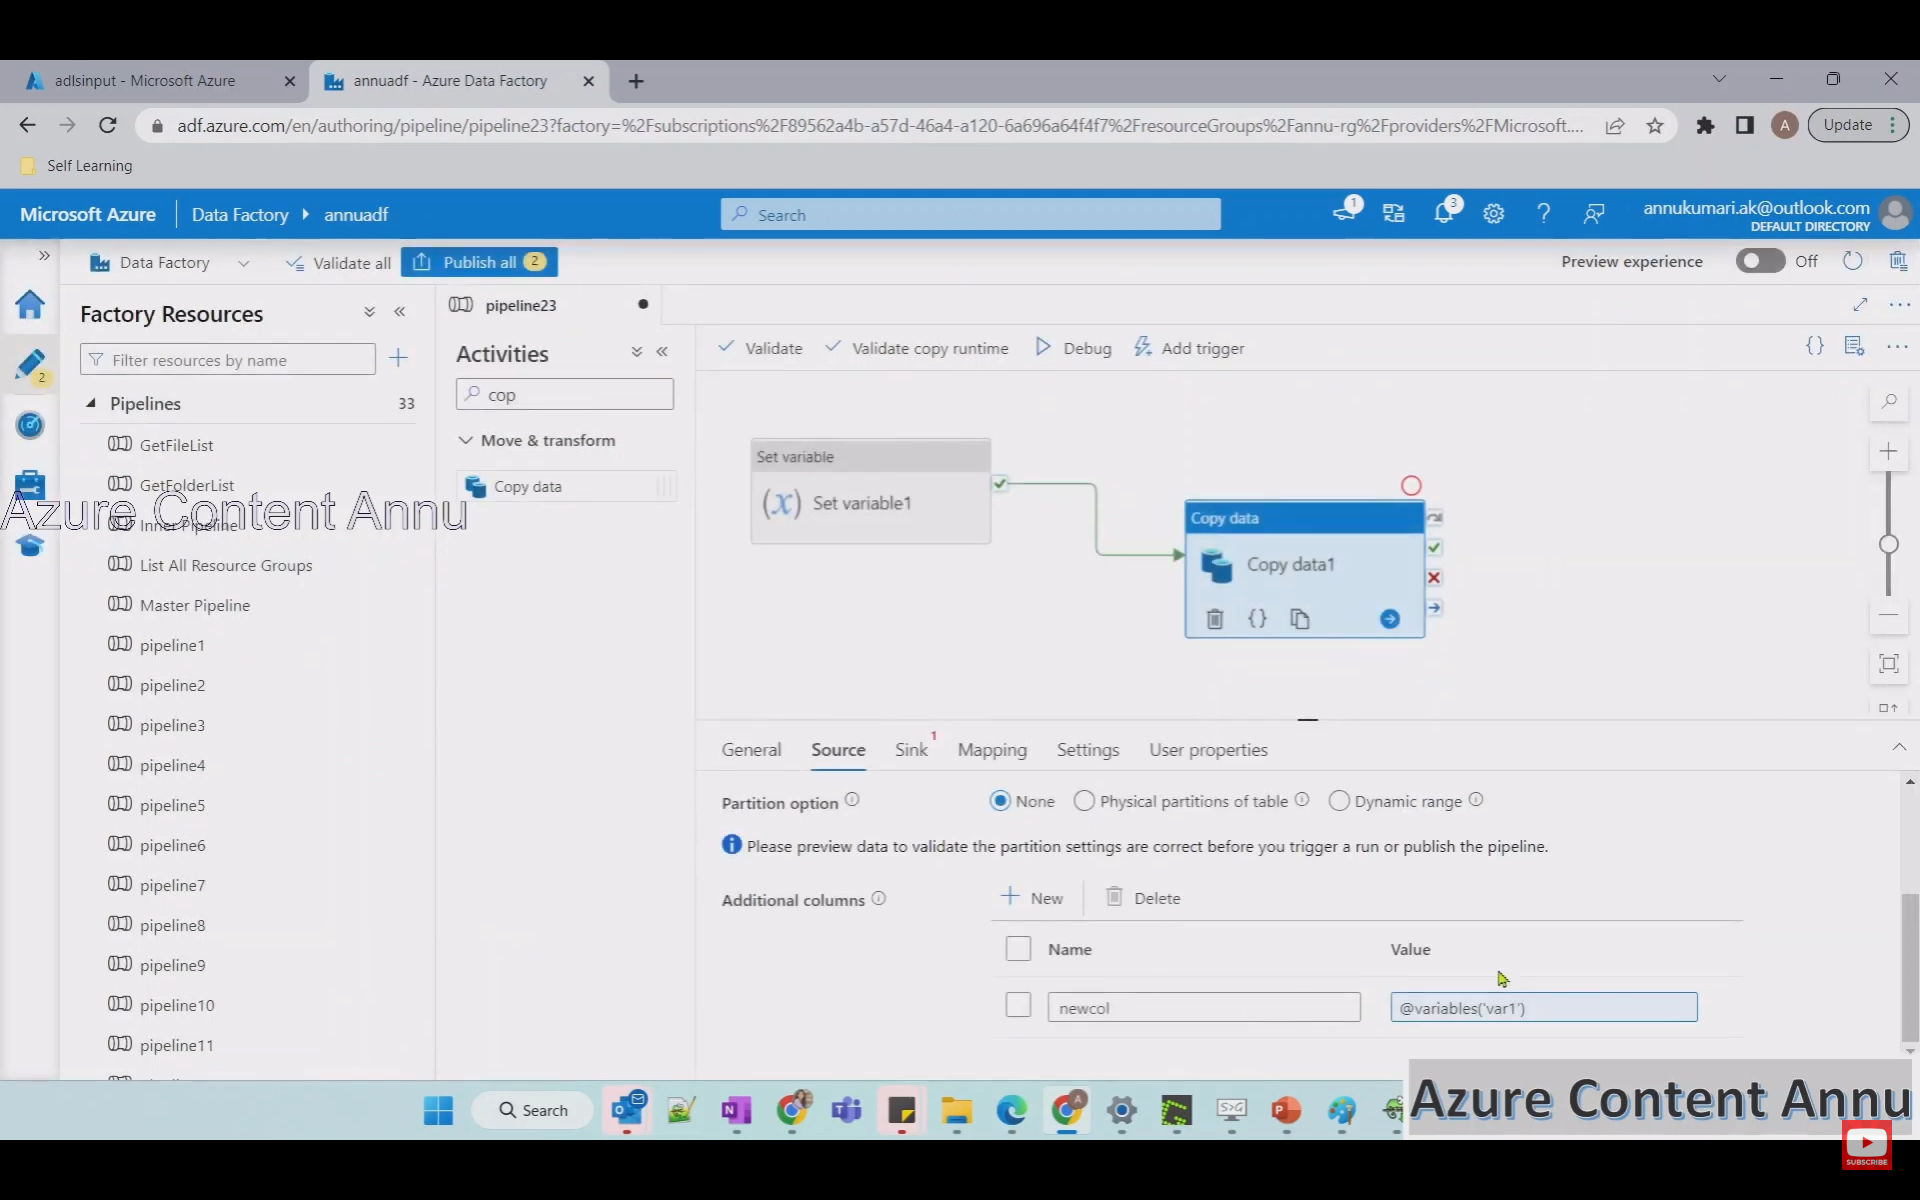 adlsinput - Microsoft Azure
annuadf - Azure Data Factory
adf.azure.com/en/authoring/pipeline/pipeline23?factory=%2Fsubscriptions%2F89562a4b-a57d-46a4-a120-6a696a64f4f7%2FresourceGroups%2Fannu-rg%2Fproviders%2FMicrosoft....
A
Update
Self Learning
Microsoft Azure
Data Factory
annuadf
Search
1
3
annukumari.ak@outlook.com
DEFAULT DIRECTORY
Data Factory
Validate all
Publish all 2
Preview experience
Off
Factory Resources
Filter resources by name
2
Pipelines 33
GetFileList
GetFolderList
Azure Content Annu
Inner Pipeline
List All Resource Groups
Master Pipeline
pipeline1
pipeline2
pipeline3
pipeline4
pipeline5
pipeline6
pipeline7
pipeline8
pipeline9
pipeline10
pipeline11
pipeline23
Activities
cop
Move & transform
Copy data
Validate
Validate copy runtime
Debug
Add trigger
Set variable
(x) Set variable1
Copy data
Copy data1
General
Source
Sink 1
Mapping
Settings
User properties
Partition option
None
Physical partitions of table
Dynamic range
Please preview data to validate the partition settings are correct before you trigger a run or publish the pipeline.
Additional columns
New
Delete
Name
Value
newcol
@variables('var1')
Search
Azure Content Annu
SUBSCRIBE